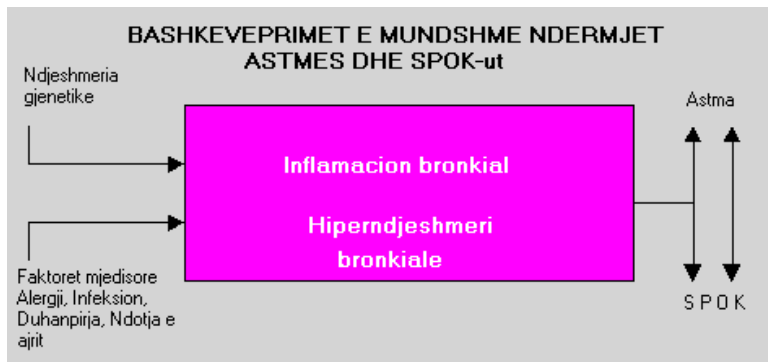 BASHKEVEPRIMET E MUNDSHME NDERMJET
ASTMES DHE SPOK-ut
Ndjeshmeria
gjenetike
Astma
Inflamacion bronkial
Hiperndjeshmeri
bronkiale
Faktoret mjedisore
Alergji, Infeksion,
Duhanpirja, Ndotja e
ajrit
S P O K